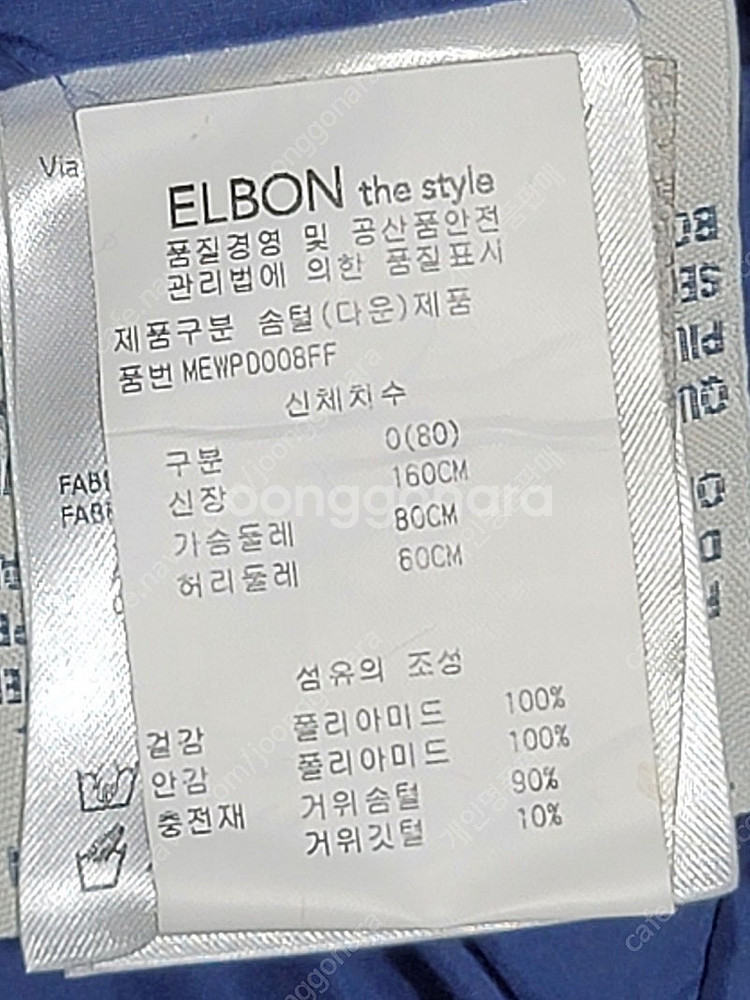 Via
ELBON the style
품질경영 및 공산품안전
관리법에 의한 품질표시
제품구분 솜털(다운)제품
품번 MEWPD008FF
신체치수
구분 0(80)
신장 160CM
가슴둘레 80CM
허리둘레 60CM
섬유의 조성
겉감 폴리아미드 100%
안감 폴리아미드 100%
충전재 거위솜털 90%
거위깃털 10%
joonggonara